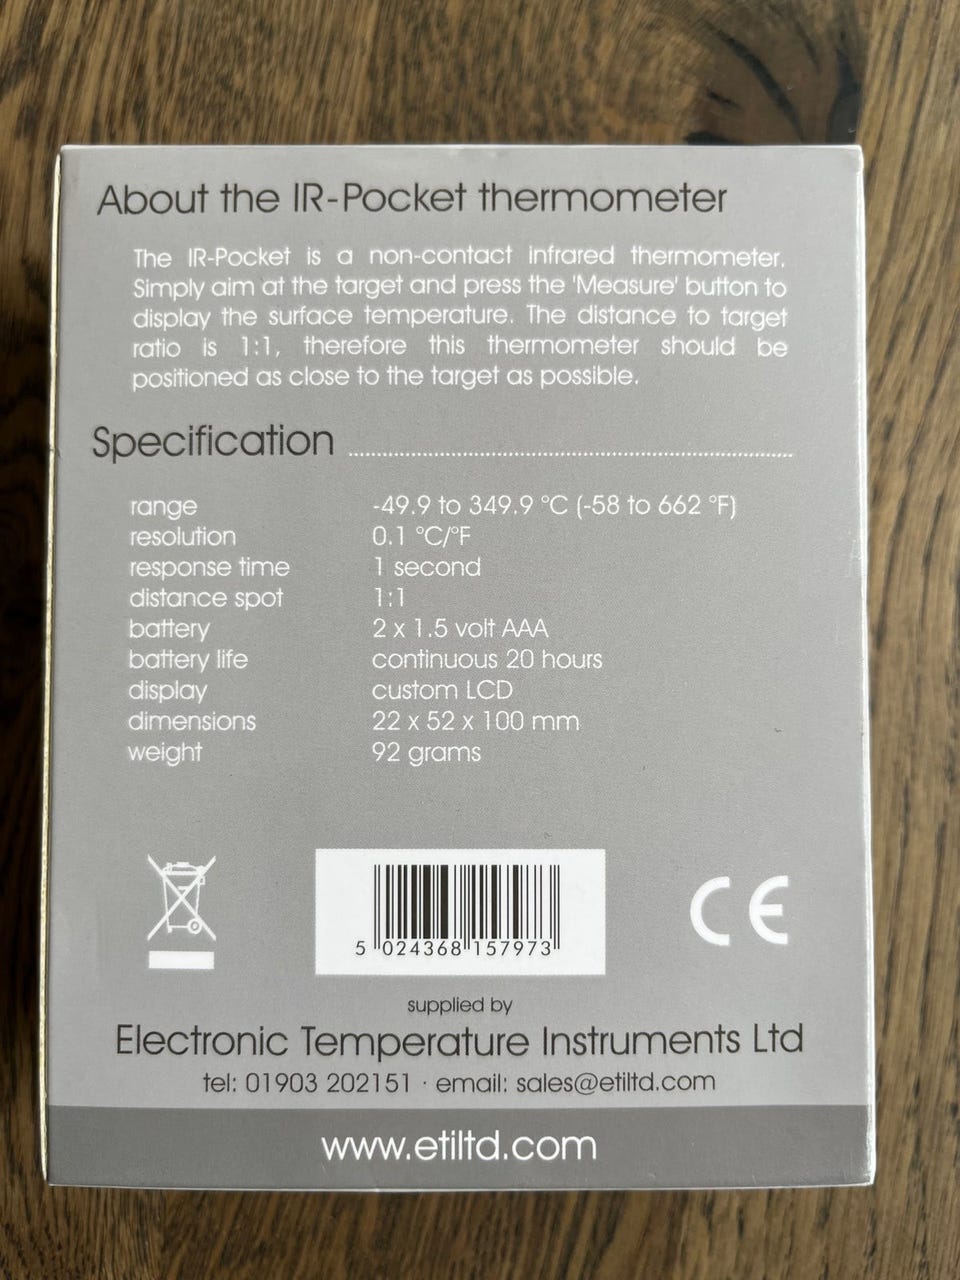 About the IR-Pocket thermometer
The IR-Pocket is a non-contact infrared thermometer.
Simply aim at the target and press the 'Measure' button to
display the surface temperature. The distance to target
ratio is 1:1, therefore this thermometer should be
positioned as close to the target as possible.
Specification
range -49.9 to 349.9 °C (-58 to 662 °F)
resolution 0.1 °C/°F
response time 1 second
distance spot 1:1
battery 2 x 1.5 volt AAA
battery life continuous 20 hours
display custom LCD
dimensions 22 x 52 x 100 mm
weight 92 grams
5 024368 157973
CE
supplied by
Electronic Temperature Instruments Ltd
tel: 01903 202151 · email: sales@etiltd.com
www.etiltd.com